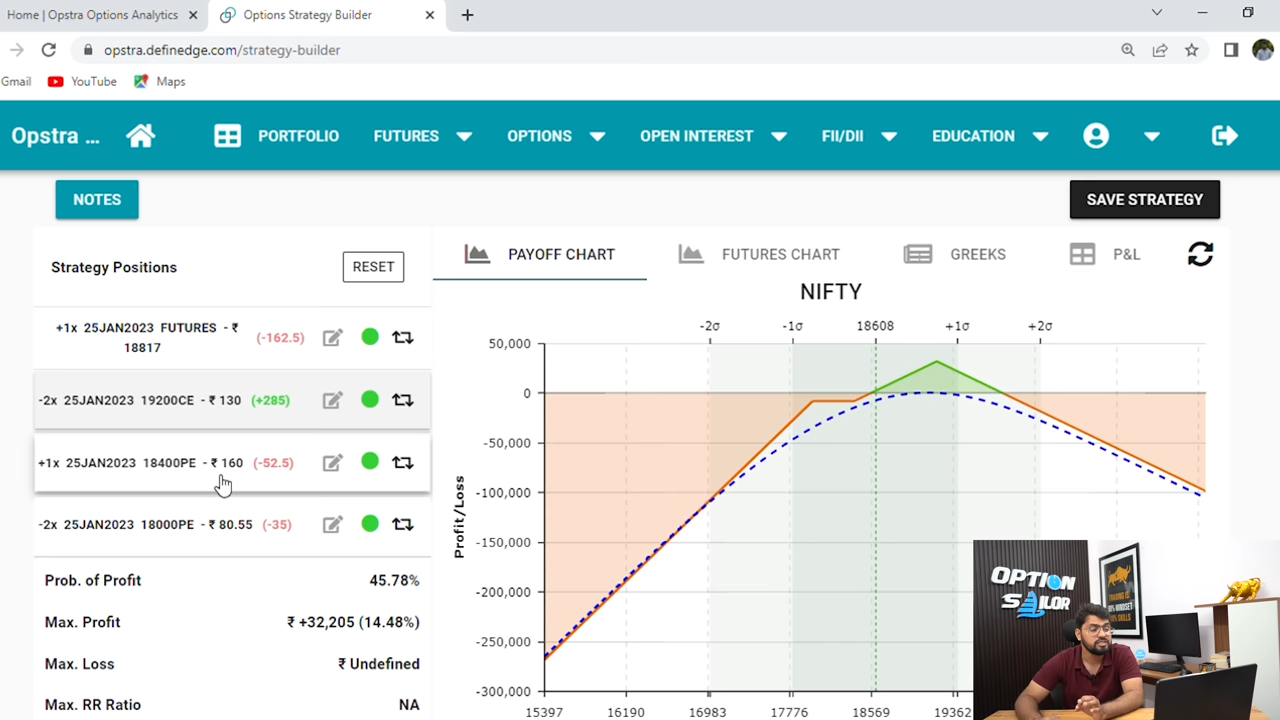 Home | Opstra Options Analytics
Options Strategy Builder
opstra.definedge.com/strategy-builder
Gmail
YouTube
Maps
Opstra ...
PORTFOLIO
FUTURES
OPTIONS
OPEN INTEREST
FII/DII
EDUCATION
NOTES
SAVE STRATEGY
Strategy Positions
RESET
PAYOFF CHART
FUTURES CHART
GREEKS
P&L
NIFTY
+1x 25JAN2023 FUTURES - ₹
18817
(-162.5)
-2x 25JAN2023 19200CE - ₹ 130 (+285)
+1x 25JAN2023 18400PE - ₹ 160 (-52.5)
-2x 25JAN2023 18000PE - ₹ 80.55 (-35)
Prob. of Profit 45.78%
Max. Profit ₹ +32,205 (14.48%)
Max. Loss ₹ Undefined
Max. RR Ratio NA
-2σ -1σ 18608 +1σ +2σ
50,000
0
-50,000
-100,000
-150,000
-200,000
-250,000
-300,000
Profit/Loss
15397 16190 16983 17776 18569 19362
OPTION
SAILOR